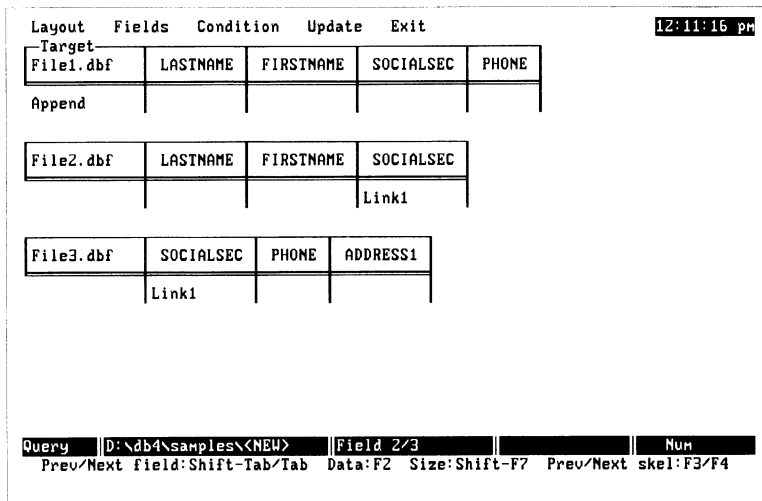 Layout Fields Condition Update Exit 12:11:16 pm
Target
File1.dbf LASTNAME FIRSTNAME SOCIALSEC PHONE
Append
File2.dbf LASTNAME FIRSTNAME SOCIALSEC
Link1
File3.dbf SOCIALSEC PHONE ADDRESS1
Link1
Query D:\db4\samples\<NEW> Field 2/3 Num
Prev/Next field:Shift-Tab/Tab Data:F2 Size:Shift-F7 Prev/Next skel:F3/F4